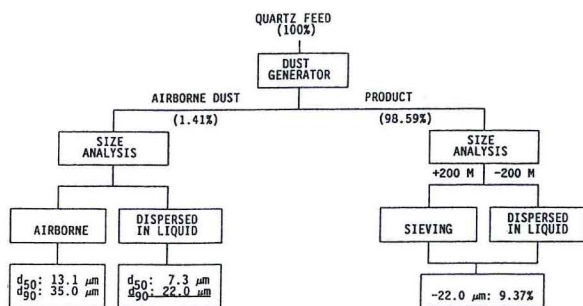 QUARTZ FEED
(100%)
DUST
GENERATOR
AIRBORNE DUST
(1.41%)
PRODUCT
(98.59%)
SIZE
ANALYSIS
SIZE
ANALYSIS
+200 M
-200 M
AIRBORNE
DISPERSED
IN LIQUID
SIEVING
DISPERSED
IN LIQUID
d50: 13.1 µm
d90: 35.0 µm
d50: 7.3 µm
d90: 22.0 µm
-22.0 µm: 9.37%